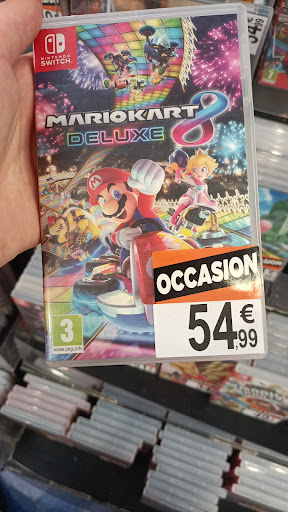 NINTENDO
SWITCH
MARIOKART 8
DELUXE
OCCASION
54€99
3
www.pegi.info